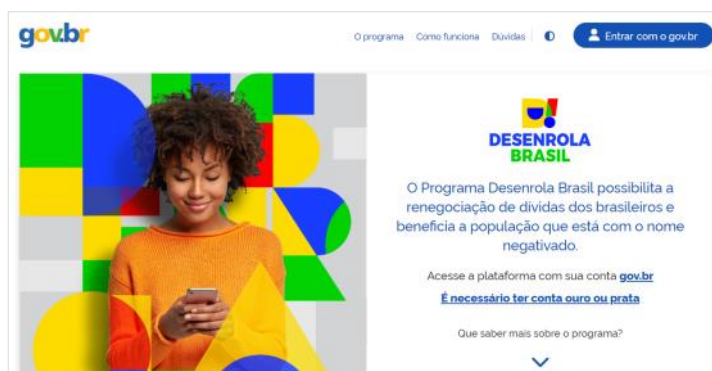 gov.br
O programa Como funciona Dúvidas
Entrar com o gov.br
D!
DESENROLA
BRASIL
O Programa Desenrola Brasil possibilita a
renegociação de dívidas dos brasileiros e
beneficia a população que está com o nome
negativado.
Acesse a plataforma com sua conta gov.br
É necessário ter conta ouro ou prata
Que saber mais sobre o programa?